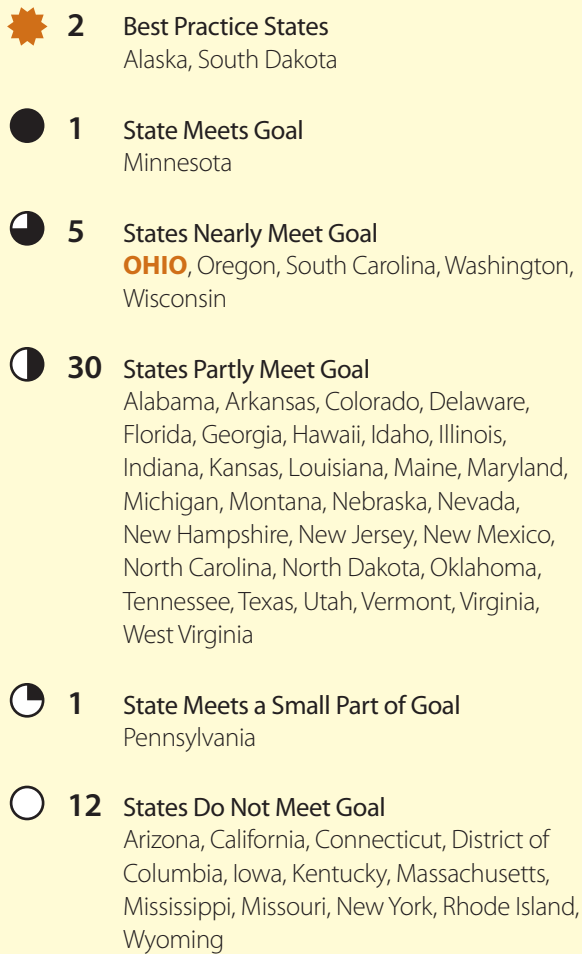 2 Best Practice States
Alaska, South Dakota
1 State Meets Goal
Minnesota
5 States Nearly Meet Goal
OHIO, Oregon, South Carolina, Washington,
Wisconsin
30 States Partly Meet Goal
Alabama, Arkansas, Colorado, Delaware,
Florida, Georgia, Hawaii, Idaho, Illinois,
Indiana, Kansas, Louisiana, Maine, Maryland,
Michigan, Montana, Nebraska, Nevada,
New Hampshire, New Jersey, New Mexico,
North Carolina, North Dakota, Oklahoma,
Tennessee, Texas, Utah, Vermont, Virginia,
West Virginia
1 State Meets a Small Part of Goal
Pennsylvania
12 States Do Not Meet Goal
Arizona, California, Connecticut, District of
Columbia, Iowa, Kentucky, Massachusetts,
Mississippi, Missouri, New York, Rhode Island,
Wyoming